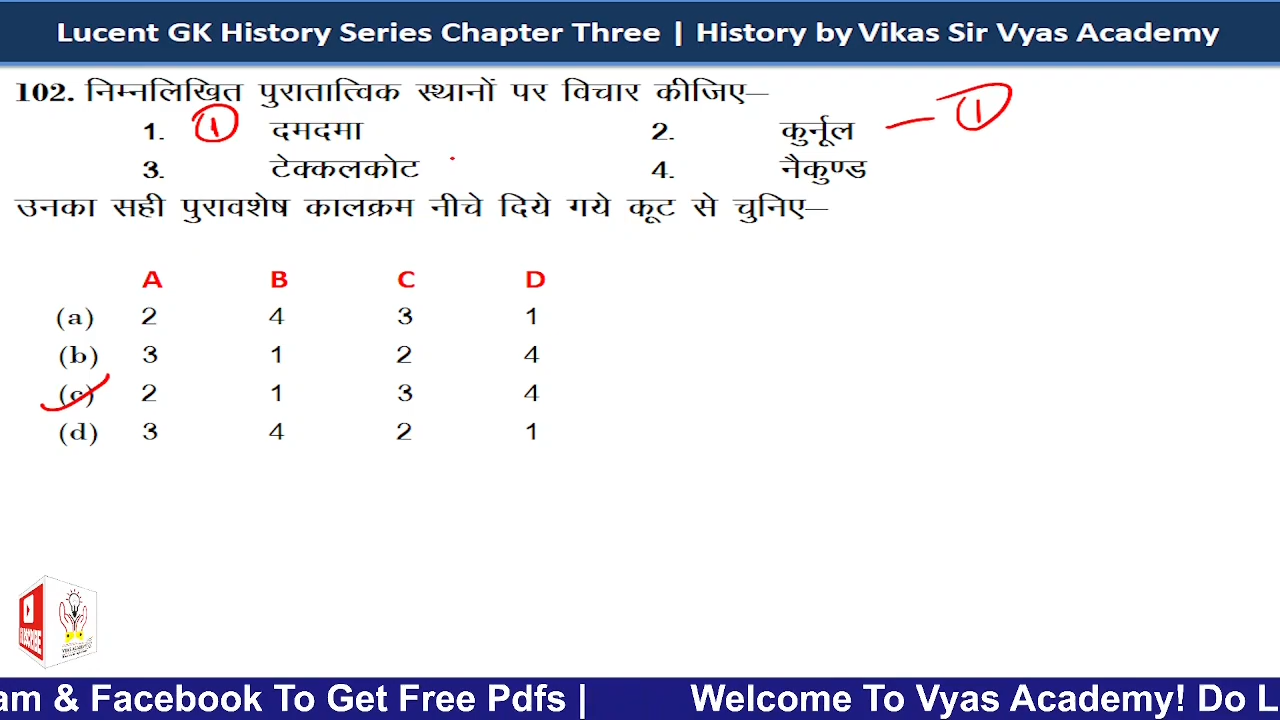 Lucent GK History Series Chapter Three | History by Vikas Sir Vyas Academy
102. निम्नलिखित पुरातात्विक स्थानों पर विचार कीजिए–
1. 1 दमदमा 2. कुर्नूल – 1
3. टेक्कलकोट 4. नैकुण्ड
उनका सही पुरावशेष कालक्रम नीचे दिये गये कूट से चुनिए–
A B C D
(a) 2 4 3 1
(b) 3 1 2 4
(c) 2 1 3 4
(d) 3 4 2 1
SUBSCRIBE
am & Facebook To Get Free Pdfs | Welcome To Vyas Academy! Do L